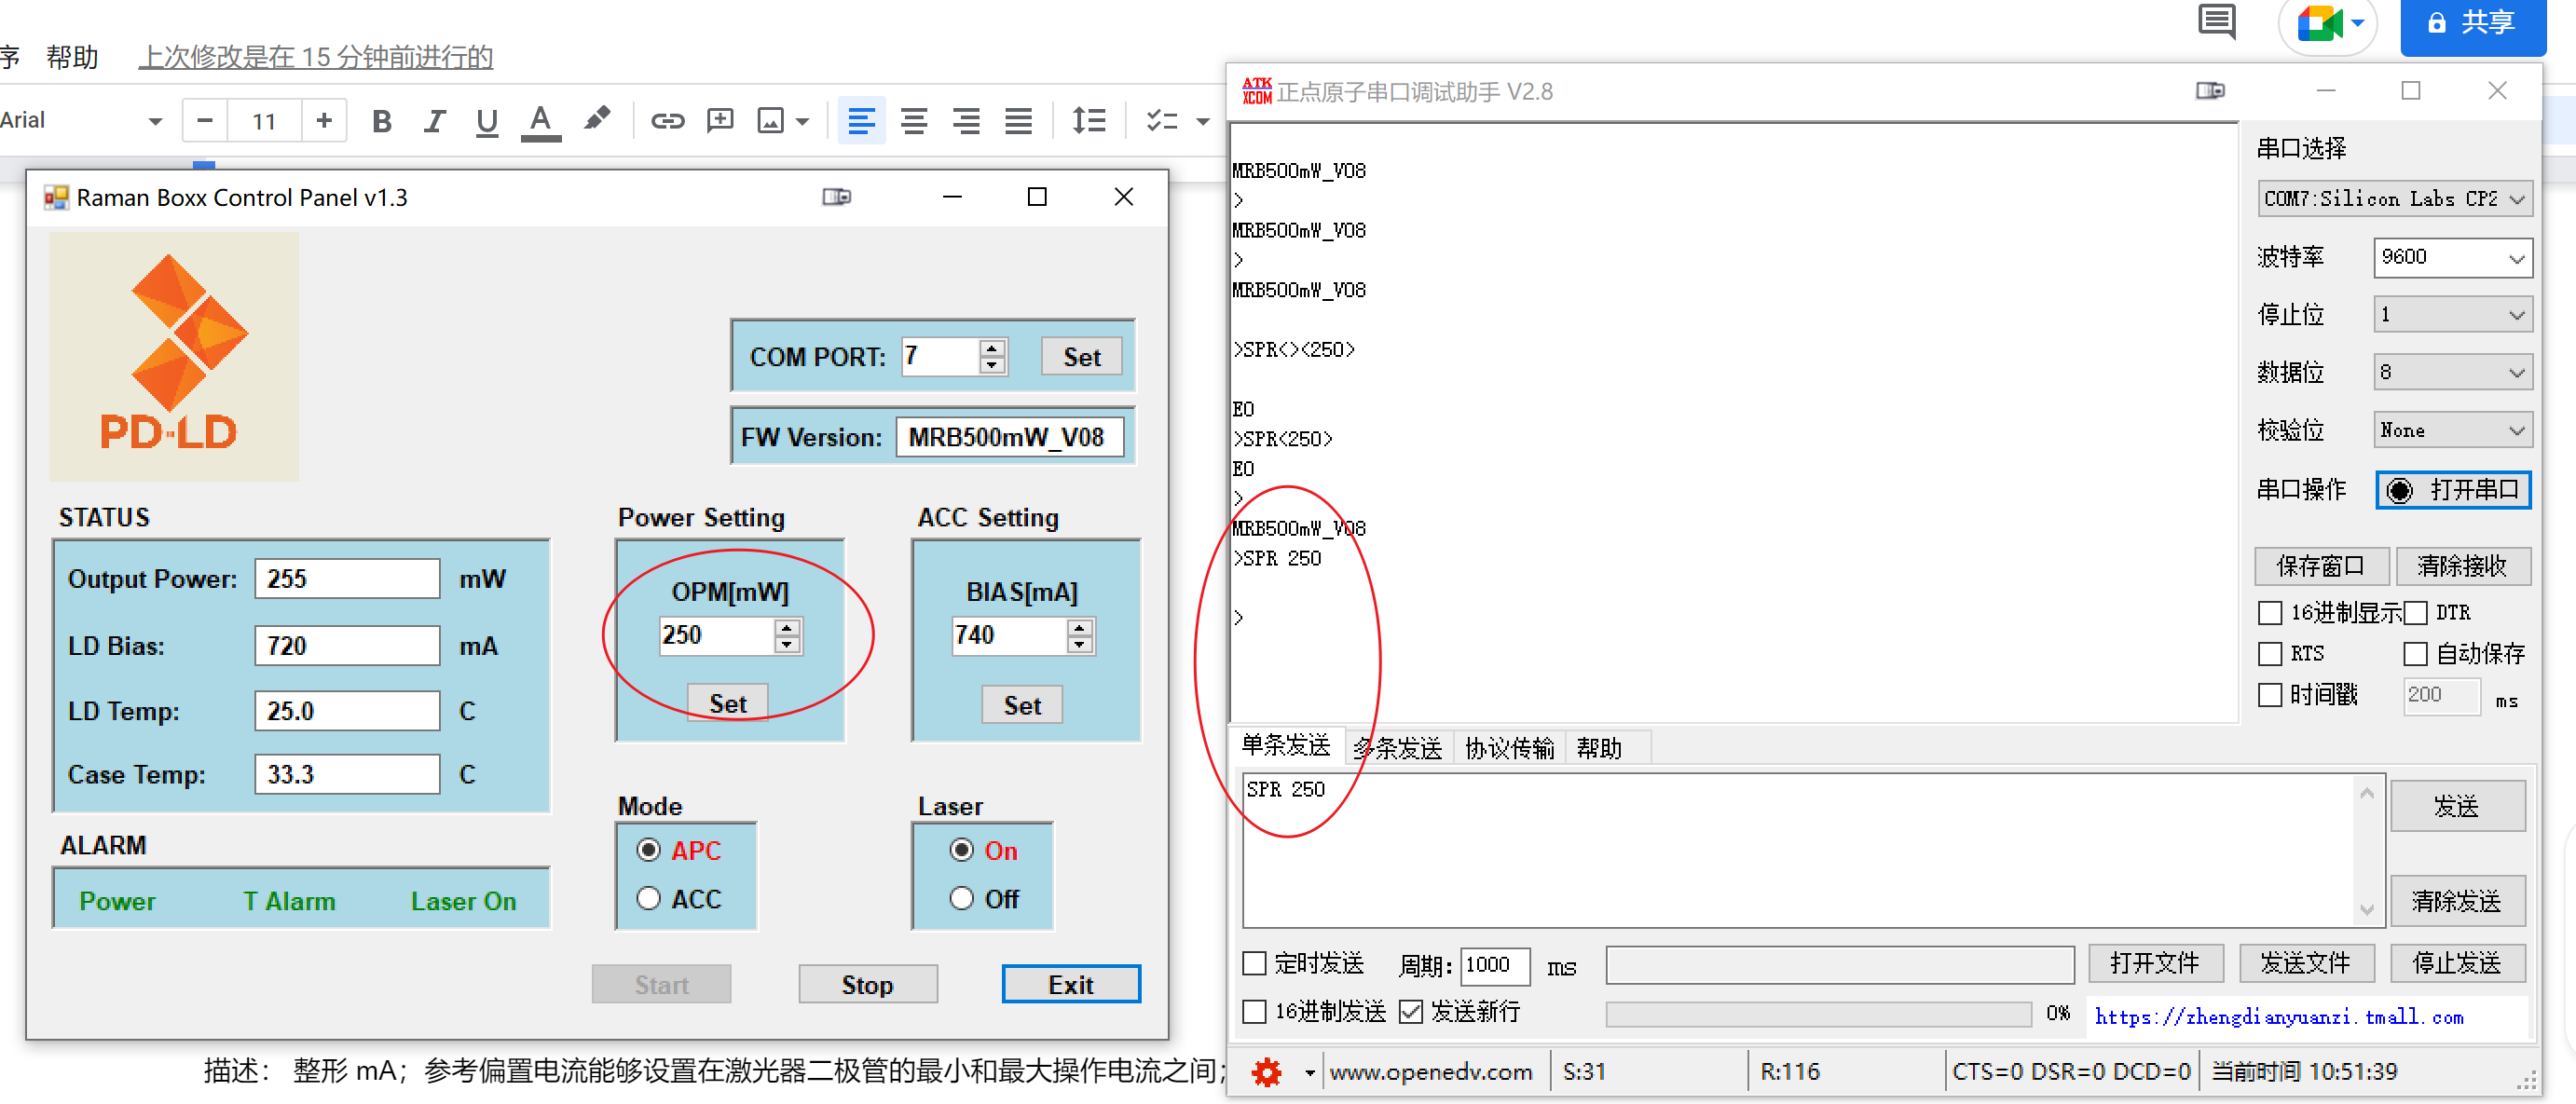 序 帮助 上次修改是在 15 分钟前进行的
共享
Arial 11 B I U A
Raman Boxx Control Panel v1.3
PD-LD
COM PORT: 7 Set
FW Version: MRB500mW_V08
STATUS
Output Power: 255 mW
LD Bias: 720 mA
LD Temp: 25.0 C
Case Temp: 33.3 C
ALARM
Power T Alarm Laser On
Power Setting
OPM[mW]
250
Set
ACC Setting
BIAS[mA]
740
Set
Mode
APC
ACC
Laser
On
Off
Start Stop Exit
描述： 整形 mA；参考偏置电流能够设置在激光器二极管的最小和最大操作电流之间；
ATK
XCOM 正点原子串口调试助手 V2.8
MRB500mW_V08
>
MRB500mW_V08
>
MRB500mW_V08
>SPR<><250>
E0
>SPR<250>
E0
>
MRB500mW_V08
>SPR 250
>
串口选择
COM7:Silicon Labs CP2
波特率 9600
停止位 1
数据位 8
校验位 None
串口操作 打开串口
保存窗口 清除接收
16进制显示 DTR
RTS 自动保存
时间戳 200 ms
单条发送 多条发送 协议传输 帮助
SPR 250
发送
清除发送
定时发送 周期: 1000 ms 打开文件 发送文件 停止发送
16进制发送 发送新行 0% https://zhengdianyuanzi.tmall.com
www.openedv.com S:31 R:116 CTS=0 DSR=0 DCD=0 当前时间 10:51:39